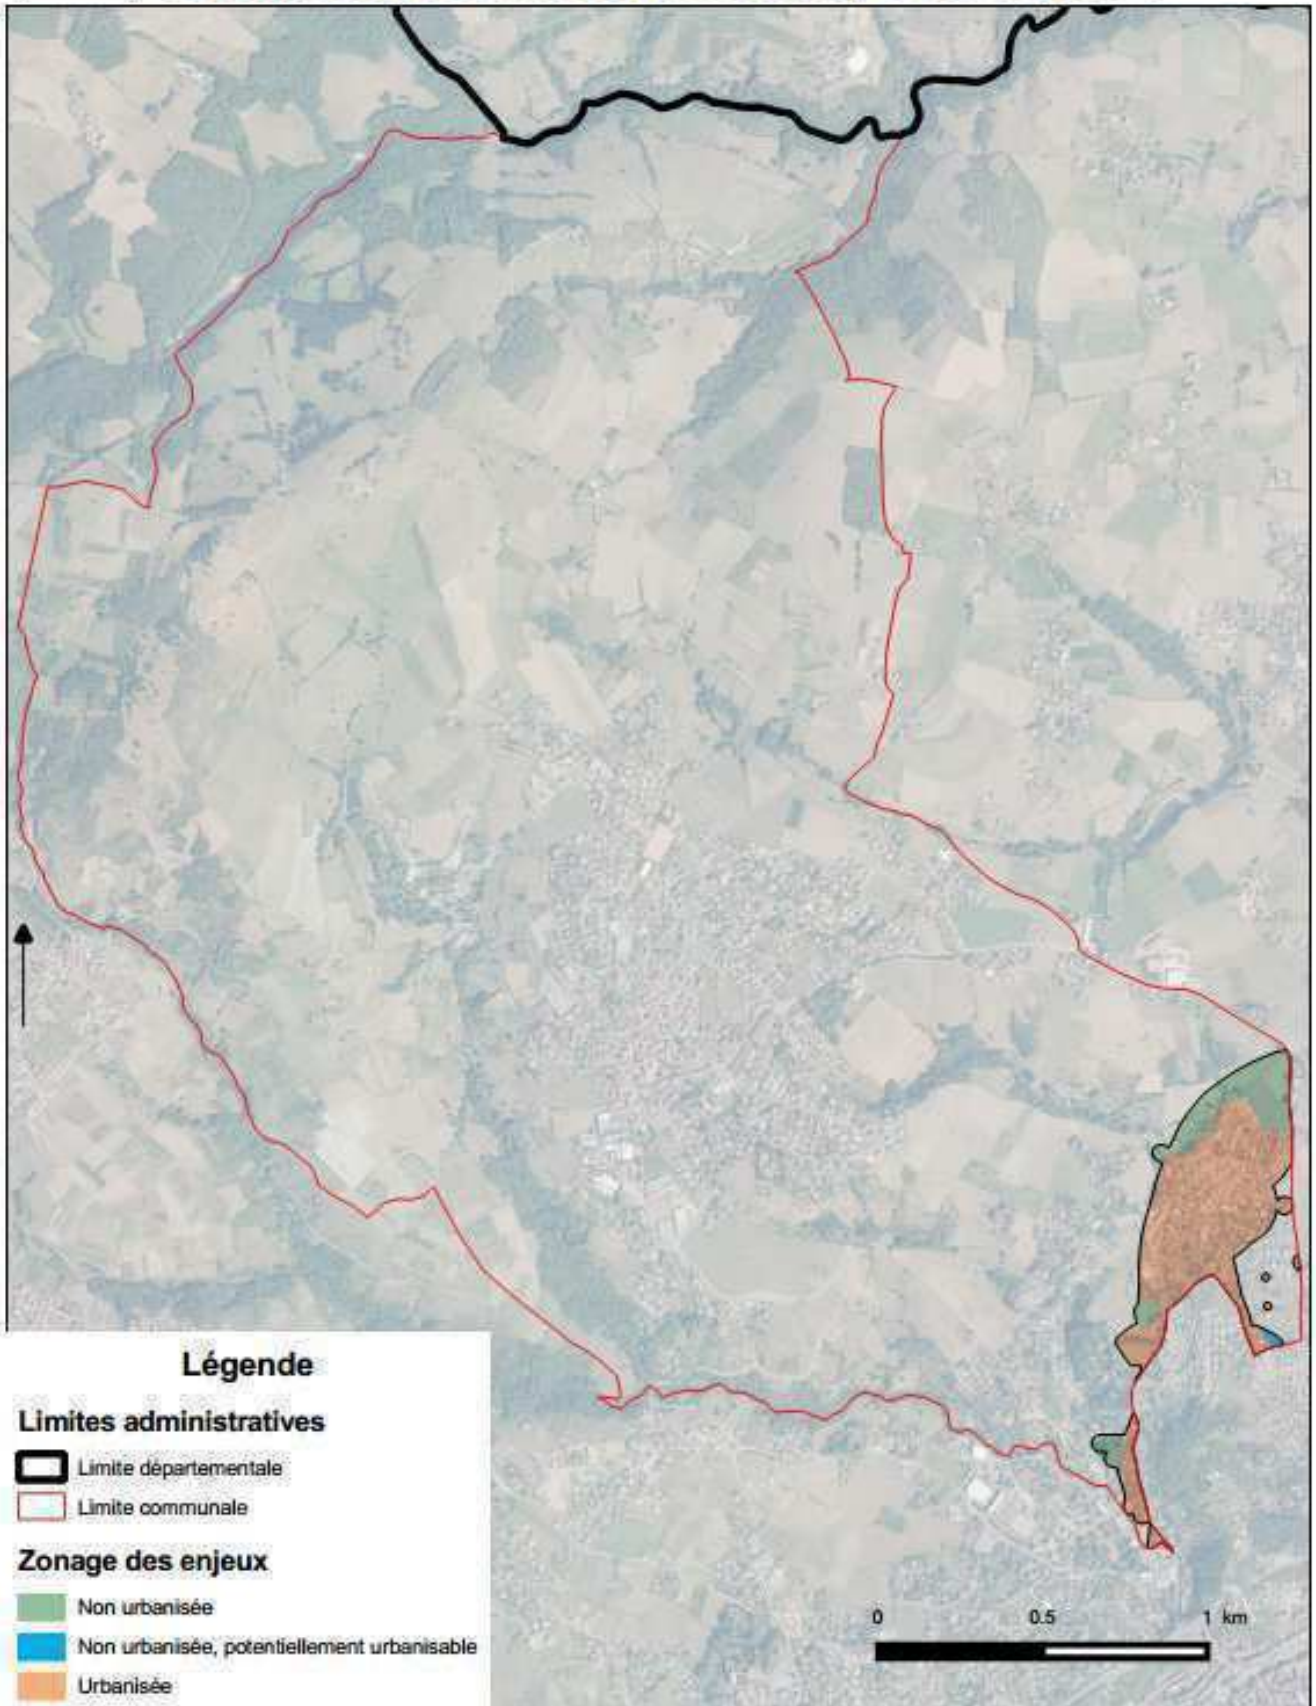 Légende
Limites administratives
Limite départementale
Limite communale
Zonage des enjeux
Non urbanisée
Non urbanisée, potentiellement urbanisable
Urbanisée
0 0.5 1 km